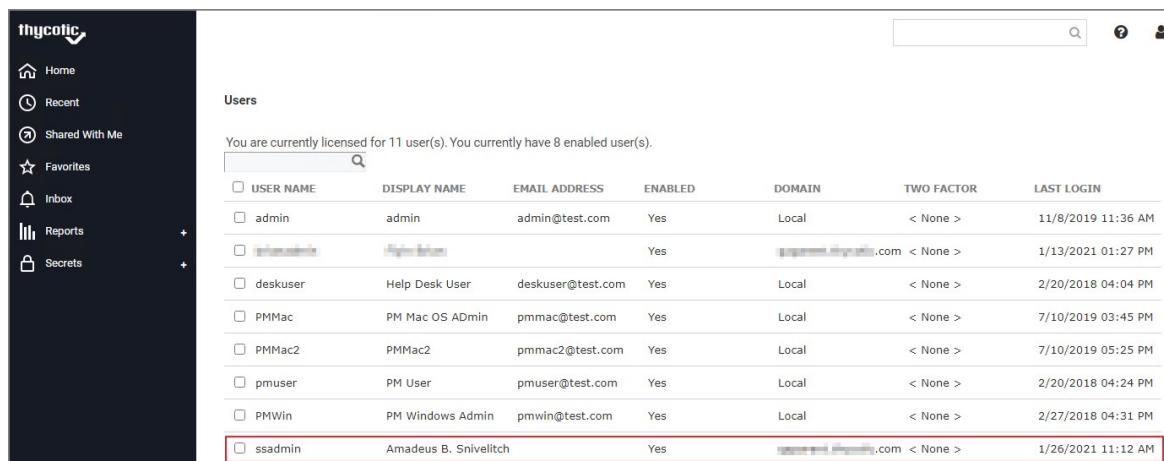 thycotic
Home
Recent
Shared With Me
Favorites
Inbox
Reports +
Secrets +
Users
You are currently licensed for 11 user(s). You currently have 8 enabled user(s).
USER NAME DISPLAY NAME EMAIL ADDRESS ENABLED DOMAIN TWO FACTOR LAST LOGIN
admin admin admin@test.com Yes Local < None > 11/8/2019 11:36 AM
Yes .com < None > 1/13/2021 01:27 PM
deskuser Help Desk User deskuser@test.com Yes Local < None > 2/20/2018 04:04 PM
PMMac PM Mac OS ADmin pmmac@test.com Yes Local < None > 7/10/2019 03:45 PM
PMMac2 PMMac2 pmmac2@test.com Yes Local < None > 7/10/2019 05:25 PM
pmuser PM User pmuser@test.com Yes Local < None > 2/20/2018 04:24 PM
PMWin PM Windows Admin pmwin@test.com Yes Local < None > 2/27/2018 04:31 PM
ssadmin Amadeus B. Snivelitch Yes .com < None > 1/26/2021 11:12 AM